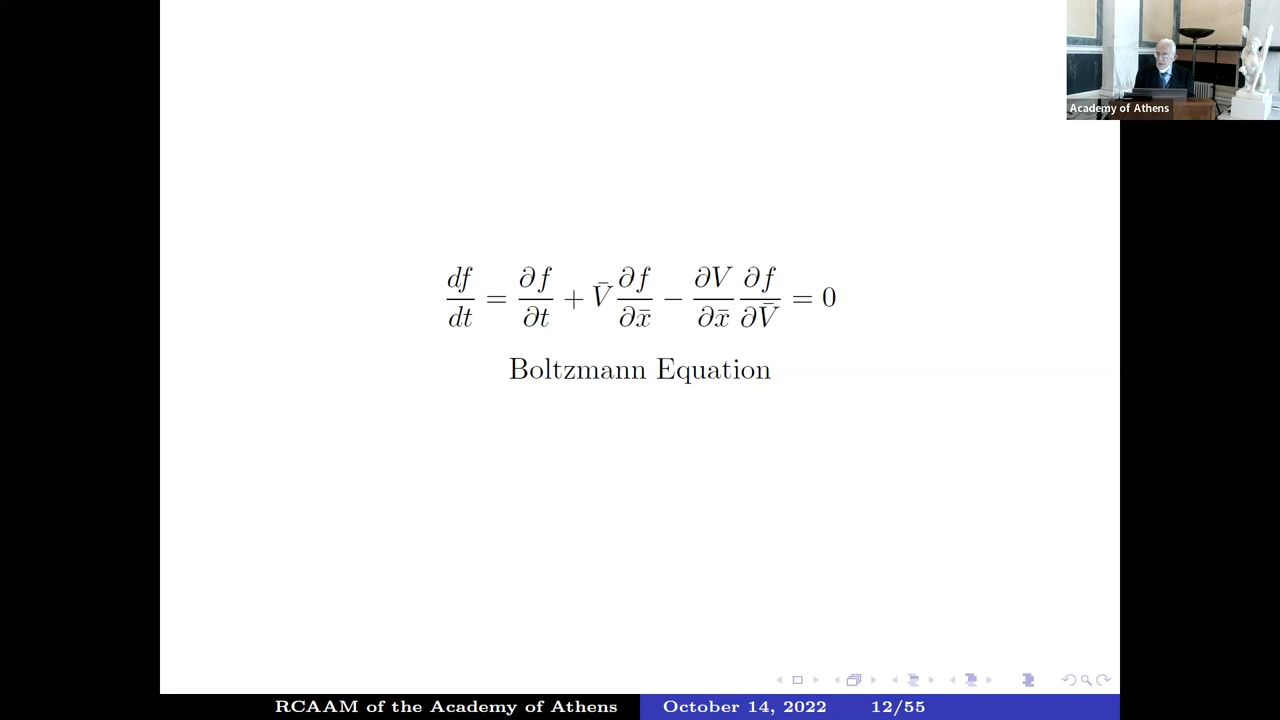 Academy of Athens
df/dt = ∂f/∂t + V̄ ∂f/∂x̄ − ∂V/∂x̄ ∂f/∂V̄ = 0
Boltzmann Equation
RCAAM of the Academy of Athens October 14, 2022 12/55